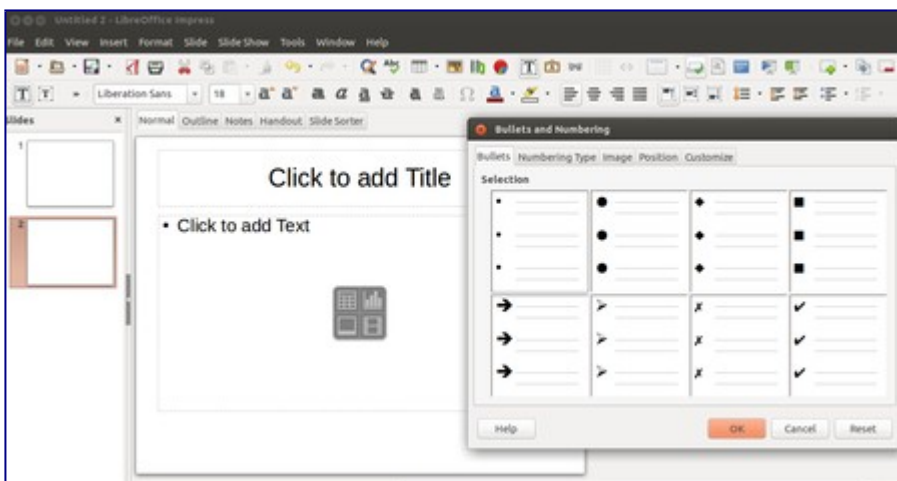 Untitled 2 - LibreOffice Impress
File Edit View Insert Format Slide Slide Show Tools Window Help
Liberation Sans 18
Slides
Normal Outline Notes Handout Slide Sorter
1
2
Click to add Title
• Click to add Text
Bullets and Numbering
Bullets Numbering Type Image Position Customize
Selection
Help OK Cancel Reset